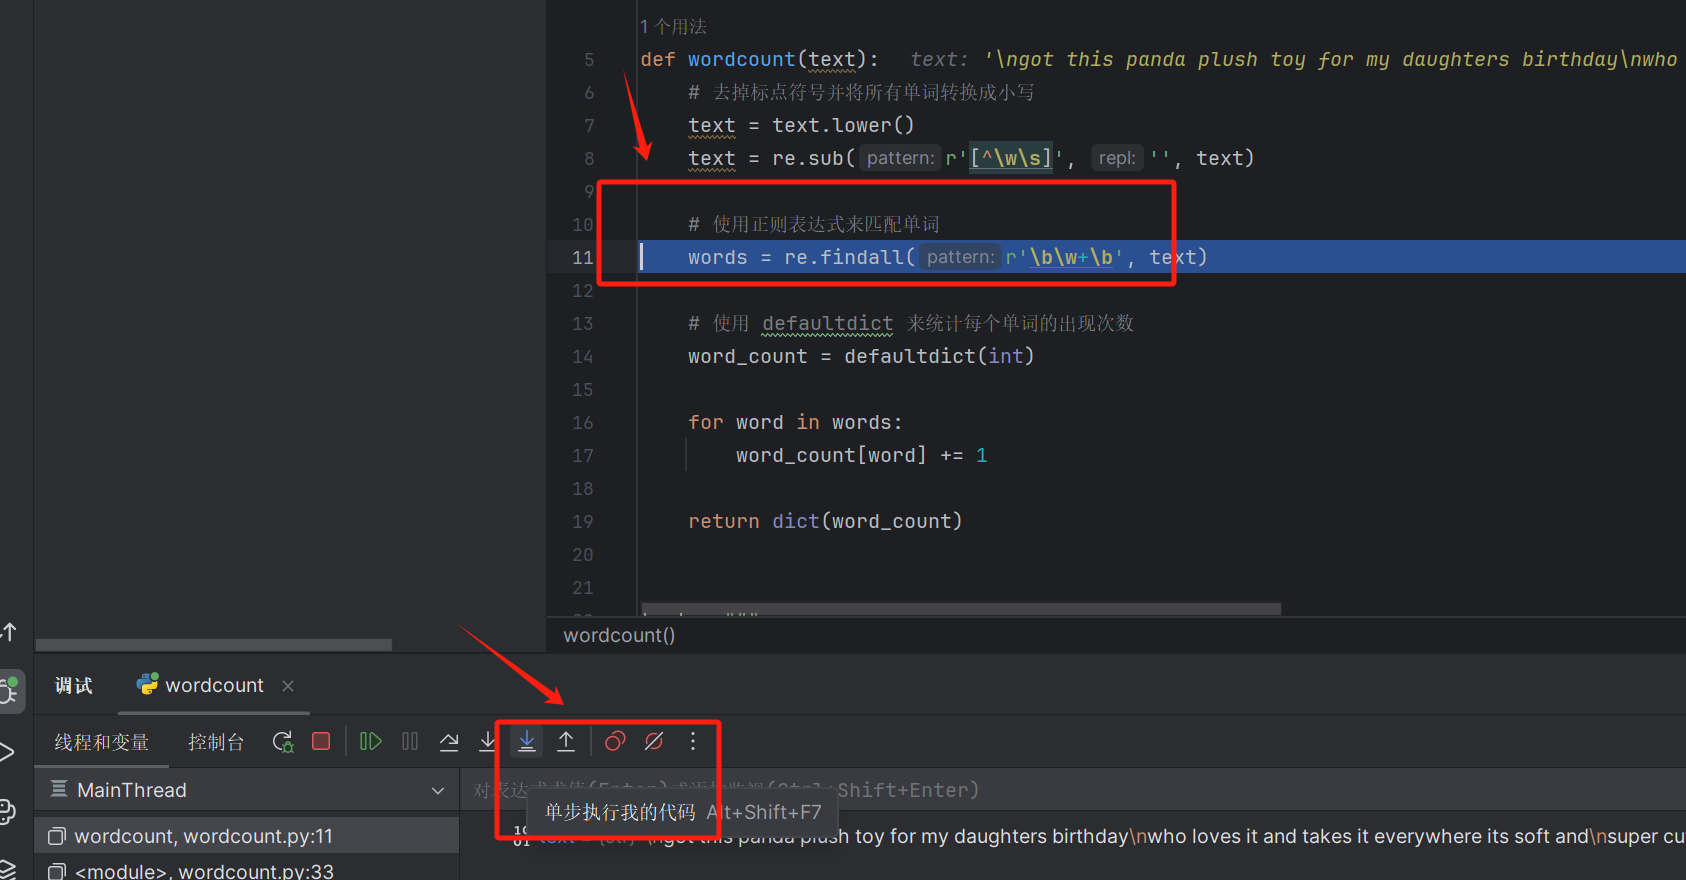 1 个用法
5 def wordcount(text): text: '\ngot this panda plush toy for my daughters birthday\nwho
6 # 去掉标点符号并将所有单词转换成小写
7 text = text.lower()
8 text = re.sub( pattern: r'[^\w\s]', repl: '', text)
9
10 # 使用正则表达式来匹配单词
11 words = re.findall( pattern: r'\b\w+\b', text)
12
13 # 使用 defaultdict 来统计每个单词的出现次数
14 word_count = defaultdict(int)
15
16 for word in words:
17 word_count[word] += 1
18
19 return dict(word_count)
20
21
wordcount()
调试 wordcount
线程和变量 控制台
MainThread
对表达式求值(Enter)或添加监视(Ctrl+Shift+Enter)
单步执行我的代码 Alt+Shift+F7
wordcount, wordcount.py:11
text = {str} '\ngot this panda plush toy for my daughters birthday\nwho loves it and takes it everywhere its soft and\nsuper cu
<module>, wordcount.py:33